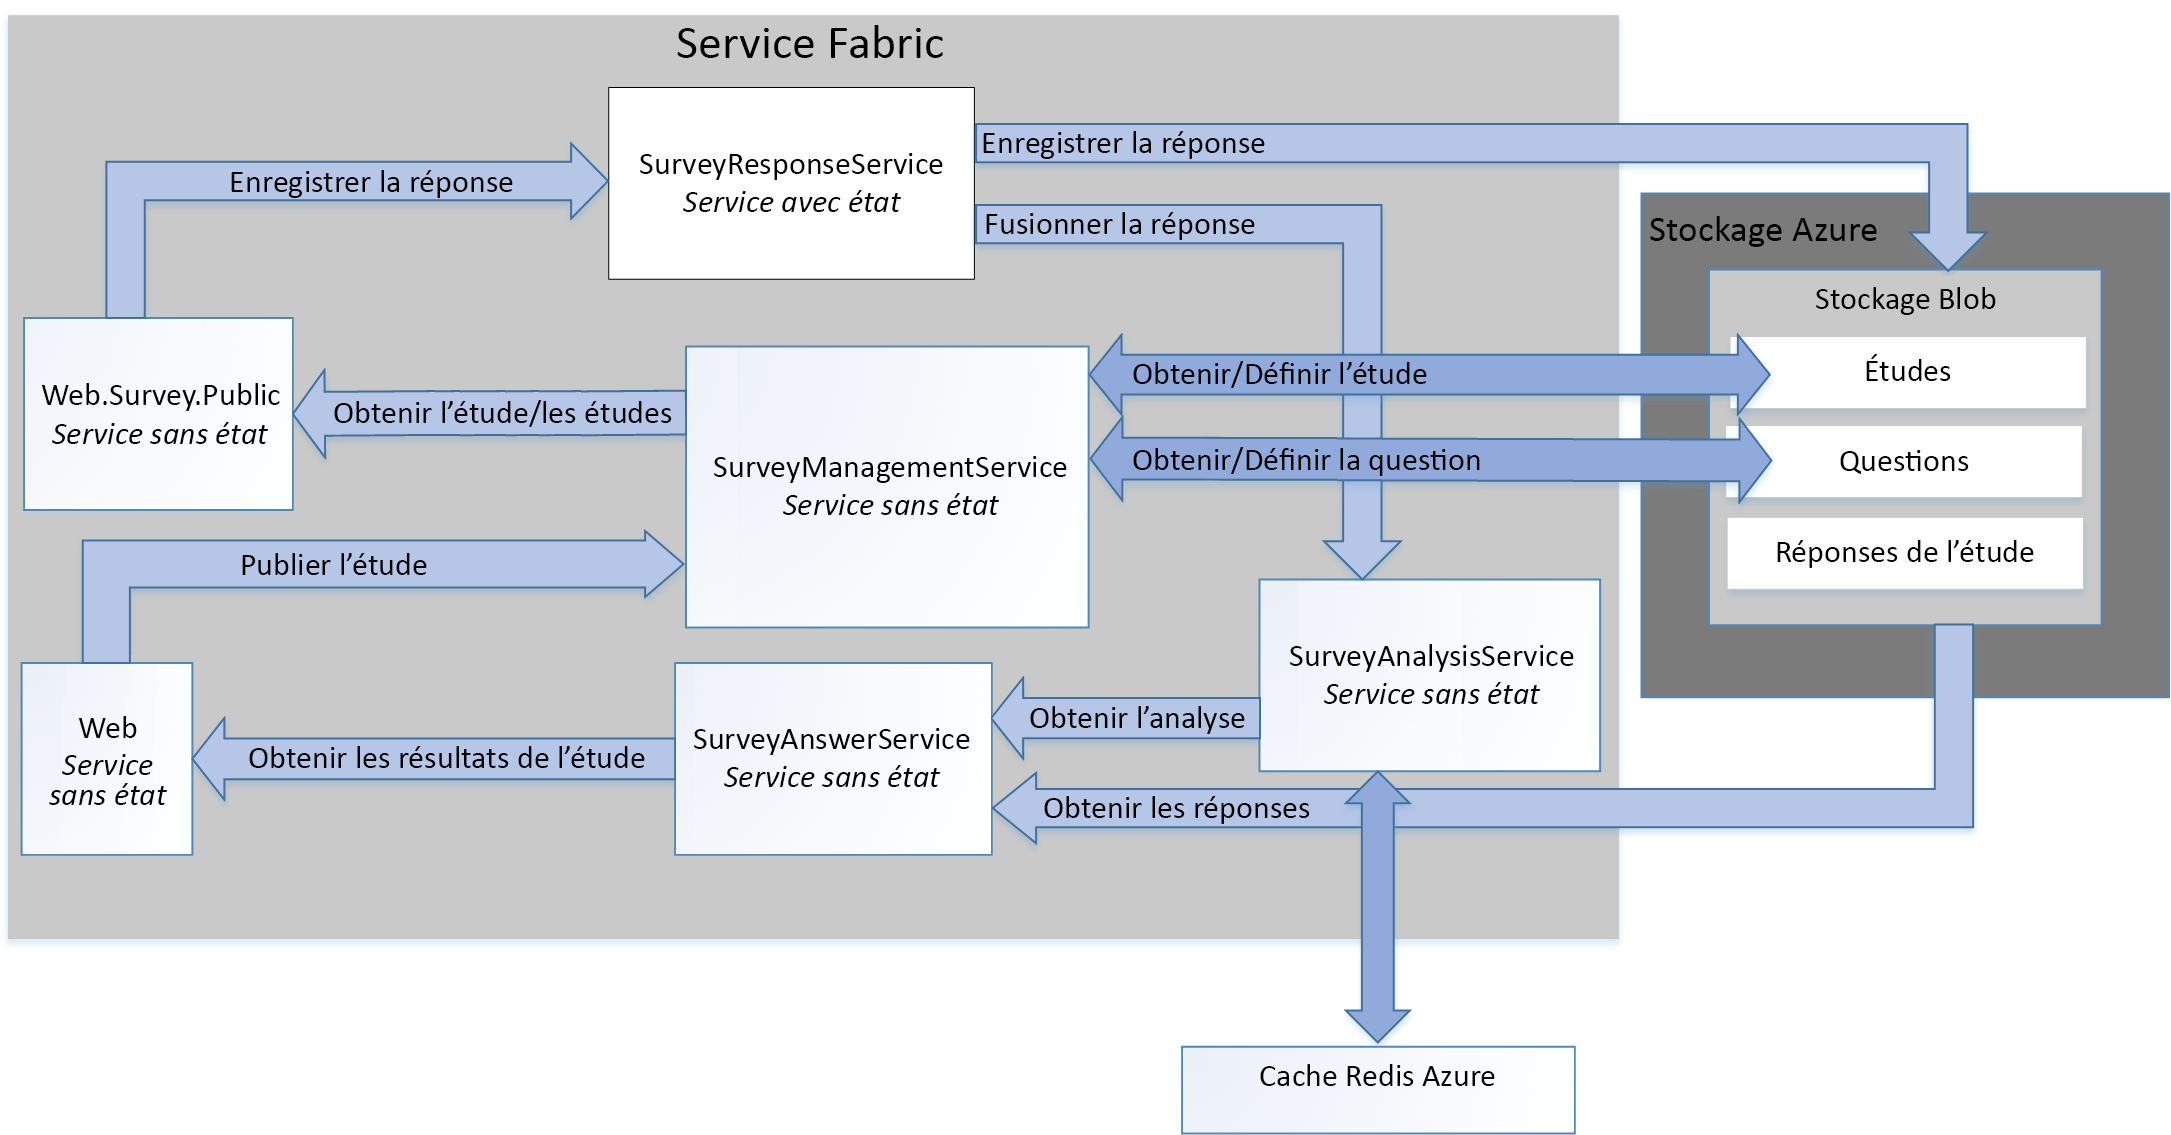 Service Fabric
SurveyResponseService
Service avec état
Enregistrer la réponse
Enregistrer la réponse
Fusionner la réponse
Stockage Azure
Stockage Blob
Études
Questions
Réponses de l’étude
Web.Survey.Public
Service sans état
Obtenir l’étude/les études
SurveyManagementService
Service sans état
Obtenir/Définir l’étude
Obtenir/Définir la question
Publier l’étude
Web
Service
sans état
Obtenir les résultats de l’étude
SurveyAnswerService
Service sans état
Obtenir l’analyse
Obtenir les réponses
SurveyAnalysisService
Service sans état
Cache Redis Azure